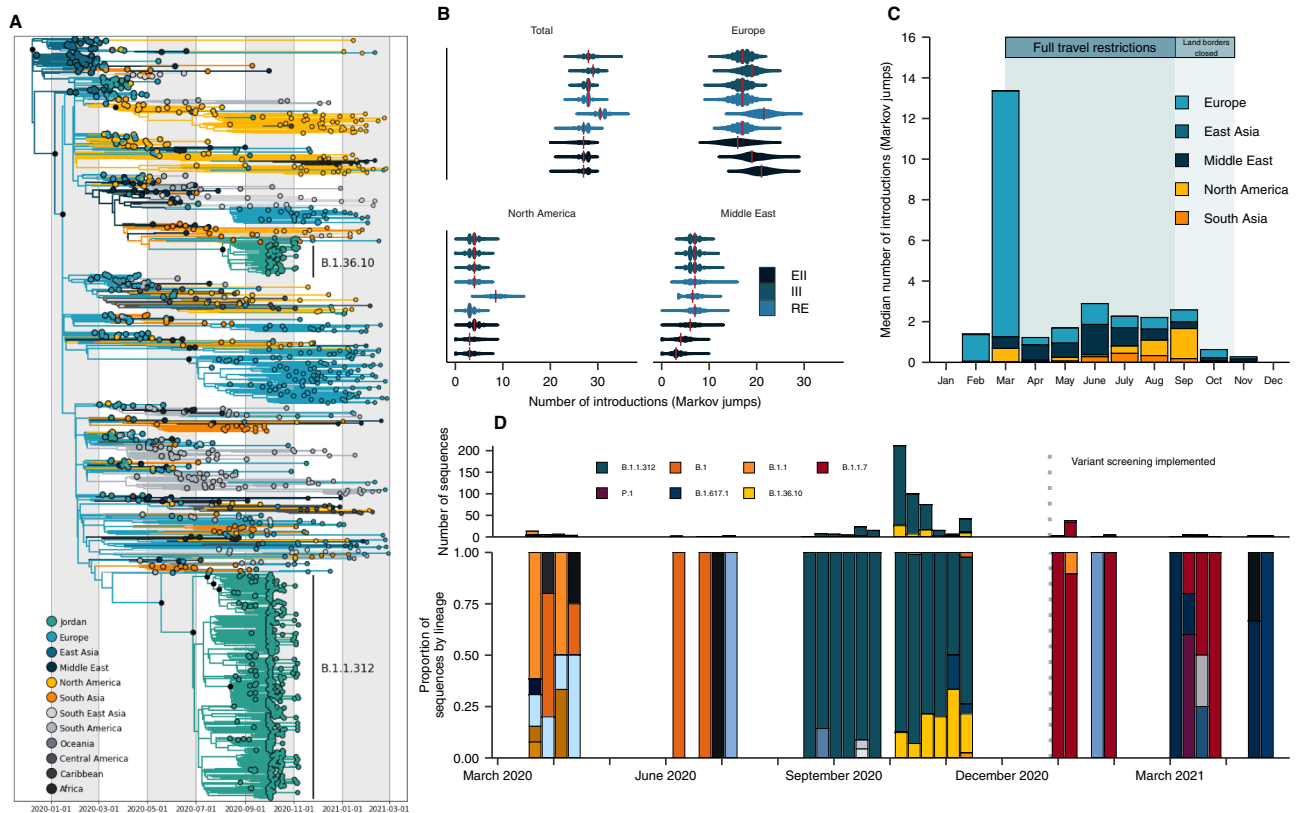 A
B.1.36.10
B.1.1.312
Jordan
Europe
East Asia
Middle East
North America
South Asia
South East Asia
South America
Oceania
Central America
Caribbean
Africa
2020-01-01 2020-03-01 2020-05-01 2020-07-01 2020-09-01 2020-11-01 2021-01-01 2021-03-01
B
Total Europe
North America Middle East
EII
III
RE
0 10 20 30 0 10 20 30
Number of introductions (Markov jumps)
C
Median number of introductions (Markov jumps)
16
14
12
10
8
6
4
2
0
Full travel restrictions
Land borders
closed
Europe
East Asia
Middle East
North America
South Asia
Jan Feb Mar Apr May June July Aug Sep Oct Nov Dec
D
Number of sequences
200
150
100
50
0
B.1.1.312 B.1 B.1.1 B.1.1.7
P.1 B.1.617.1 B.1.36.10
Variant screening implemented
Proportion of
sequences by lineage
1.00
0.75
0.50
0.25
0.00
March 2020 June 2020 September 2020 December 2020 March 2021